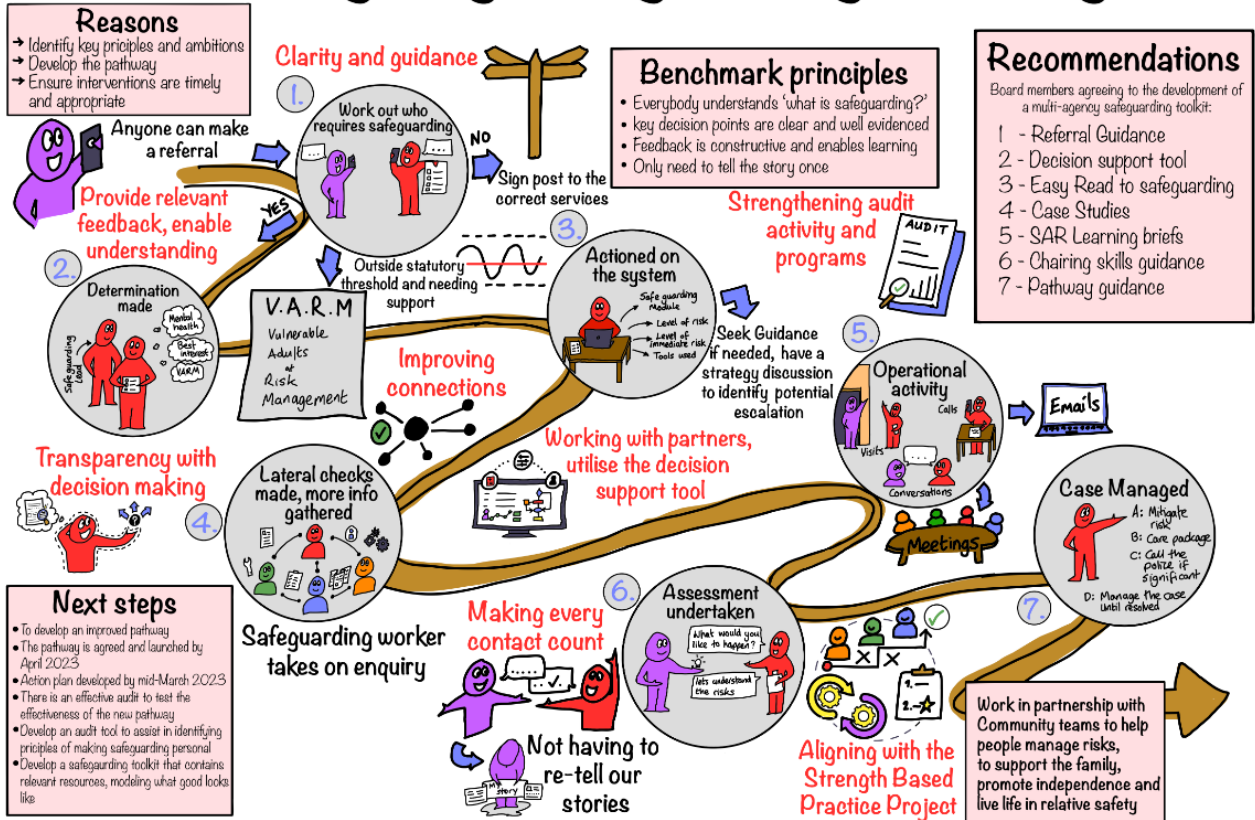 Reasons
→ Identify key priciples and ambitions
→ Develop the pathway
→ Ensure interventions are timely
and appropriate
Anyone can make
a referral
Clarity and guidance
1.
Work out who
requires safeguarding
NO
Sign post to the
correct services
YES
Outside statutory
threshold and needing
support
Benchmark principles
• Everybody understands 'what is safeguarding?'
• key decision points are clear and well evidenced
• Feedback is constructive and enables learning
• Only need to tell the story once
Recommendations
Board members agreeing to the development of
a multi-agency safeguarding toolkit:
1 - Referral Guidance
2 - Decision support tool
3 - Easy Read to safeguarding
4 - Case Studies
5 - SAR Learning briefs
6 - Chairing skills guidance
7 - Pathway guidance
Provide relevant
feedback, enable
understanding
2.
Determination
made
Safeguarding
Lead
Mental
health
Best
interest
VARM
V.A.R.M
Vulnerable
Adults
at
Risk
Management
3.
Actioned on
the system
Safe guarding
Module
Level of risk
Level of
immediate risk
Tools used
Strengthening audit
activity and
programs
AUDIT
Seek Guidance
if needed, have a
strategy discussion
to identify potential
escalation
Improving
connections
5.
Operational
activity
Calls
Visits
Conversations
Emails
Meetings
Transparency with
decision making
4.
Lateral checks
made, more info
gathered
Safeguarding worker
takes on enquiry
Working with partners,
utilise the decision
support tool
Case Managed
A: Mitigate
risk
B: Care package
C: Call the
police if
significant
D: Manage the case
until resolved
7.
Next steps
• To develop an improved pathway
• The pathway is agreed and launched by
April 2023
• Action plan developed by mid-March 2023
• There is an effective audit to test the
effectiveness of the new pathway
• Develop an audit tool to assist in identifying
priciples of making safeguarding personal
• Develop a safegaurding toolkit that contains
relevant resources, modeling what good looks
like
Making every
contact count
6.
Assessment
undertaken
What would you
like to happen?
lets understand
the risks
Not having to
re-tell our
stories
my
story
1.-
2.-
Aligning with the
Strength Based
Practice Project
Work in partnership with
Community teams to help
people manage risks,
to support the family,
promote independence and
live life in relative safety